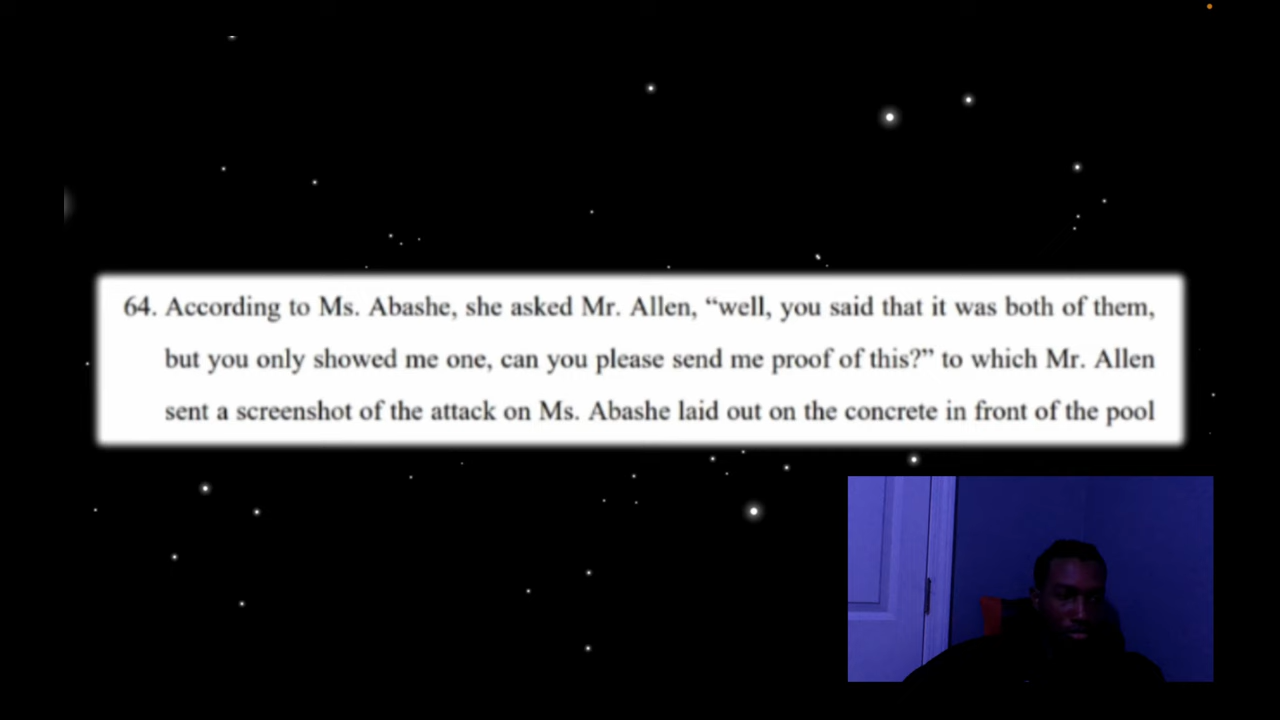 64. According to Ms. Abashe, she asked Mr. Allen, “well, you said that it was both of them,
but you only showed me one, can you please send me proof of this?” to which Mr. Allen
sent a screenshot of the attack on Ms. Abashe laid out on the concrete in front of the pool